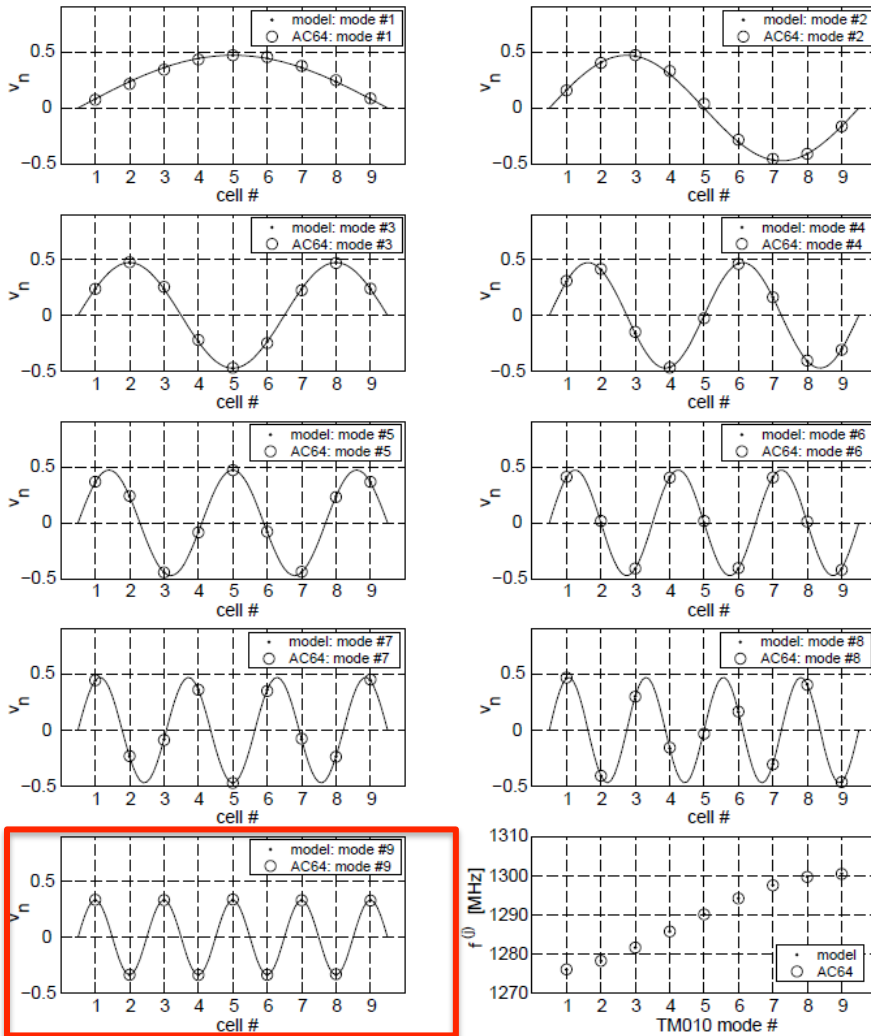 model: mode #1
AC64: mode #1
0.5
0
−0.5
v_n
1 2 3 4 5 6 7 8 9
cell #
model: mode #2
AC64: mode #2
0.5
0
−0.5
v_n
1 2 3 4 5 6 7 8 9
cell #
model: mode #3
AC64: mode #3
0.5
0
−0.5
v_n
1 2 3 4 5 6 7 8 9
cell #
model: mode #4
AC64: mode #4
0.5
0
−0.5
v_n
1 2 3 4 5 6 7 8 9
cell #
model: mode #5
AC64: mode #5
0.5
0
−0.5
v_n
1 2 3 4 5 6 7 8 9
cell #
model: mode #6
AC64: mode #6
0.5
0
−0.5
v_n
1 2 3 4 5 6 7 8 9
cell #
model: mode #7
AC64: mode #7
0.5
0
−0.5
v_n
1 2 3 4 5 6 7 8 9
cell #
model: mode #8
AC64: mode #8
0.5
0
−0.5
v_n
1 2 3 4 5 6 7 8 9
cell #
model: mode #9
AC64: mode #9
0.5
0
−0.5
v_n
1 2 3 4 5 6 7 8 9
cell #
1310
1300
1290
1280
1270
f^(j) [MHz]
model
AC64
1 2 3 4 5 6 7 8 9
TM010 mode #